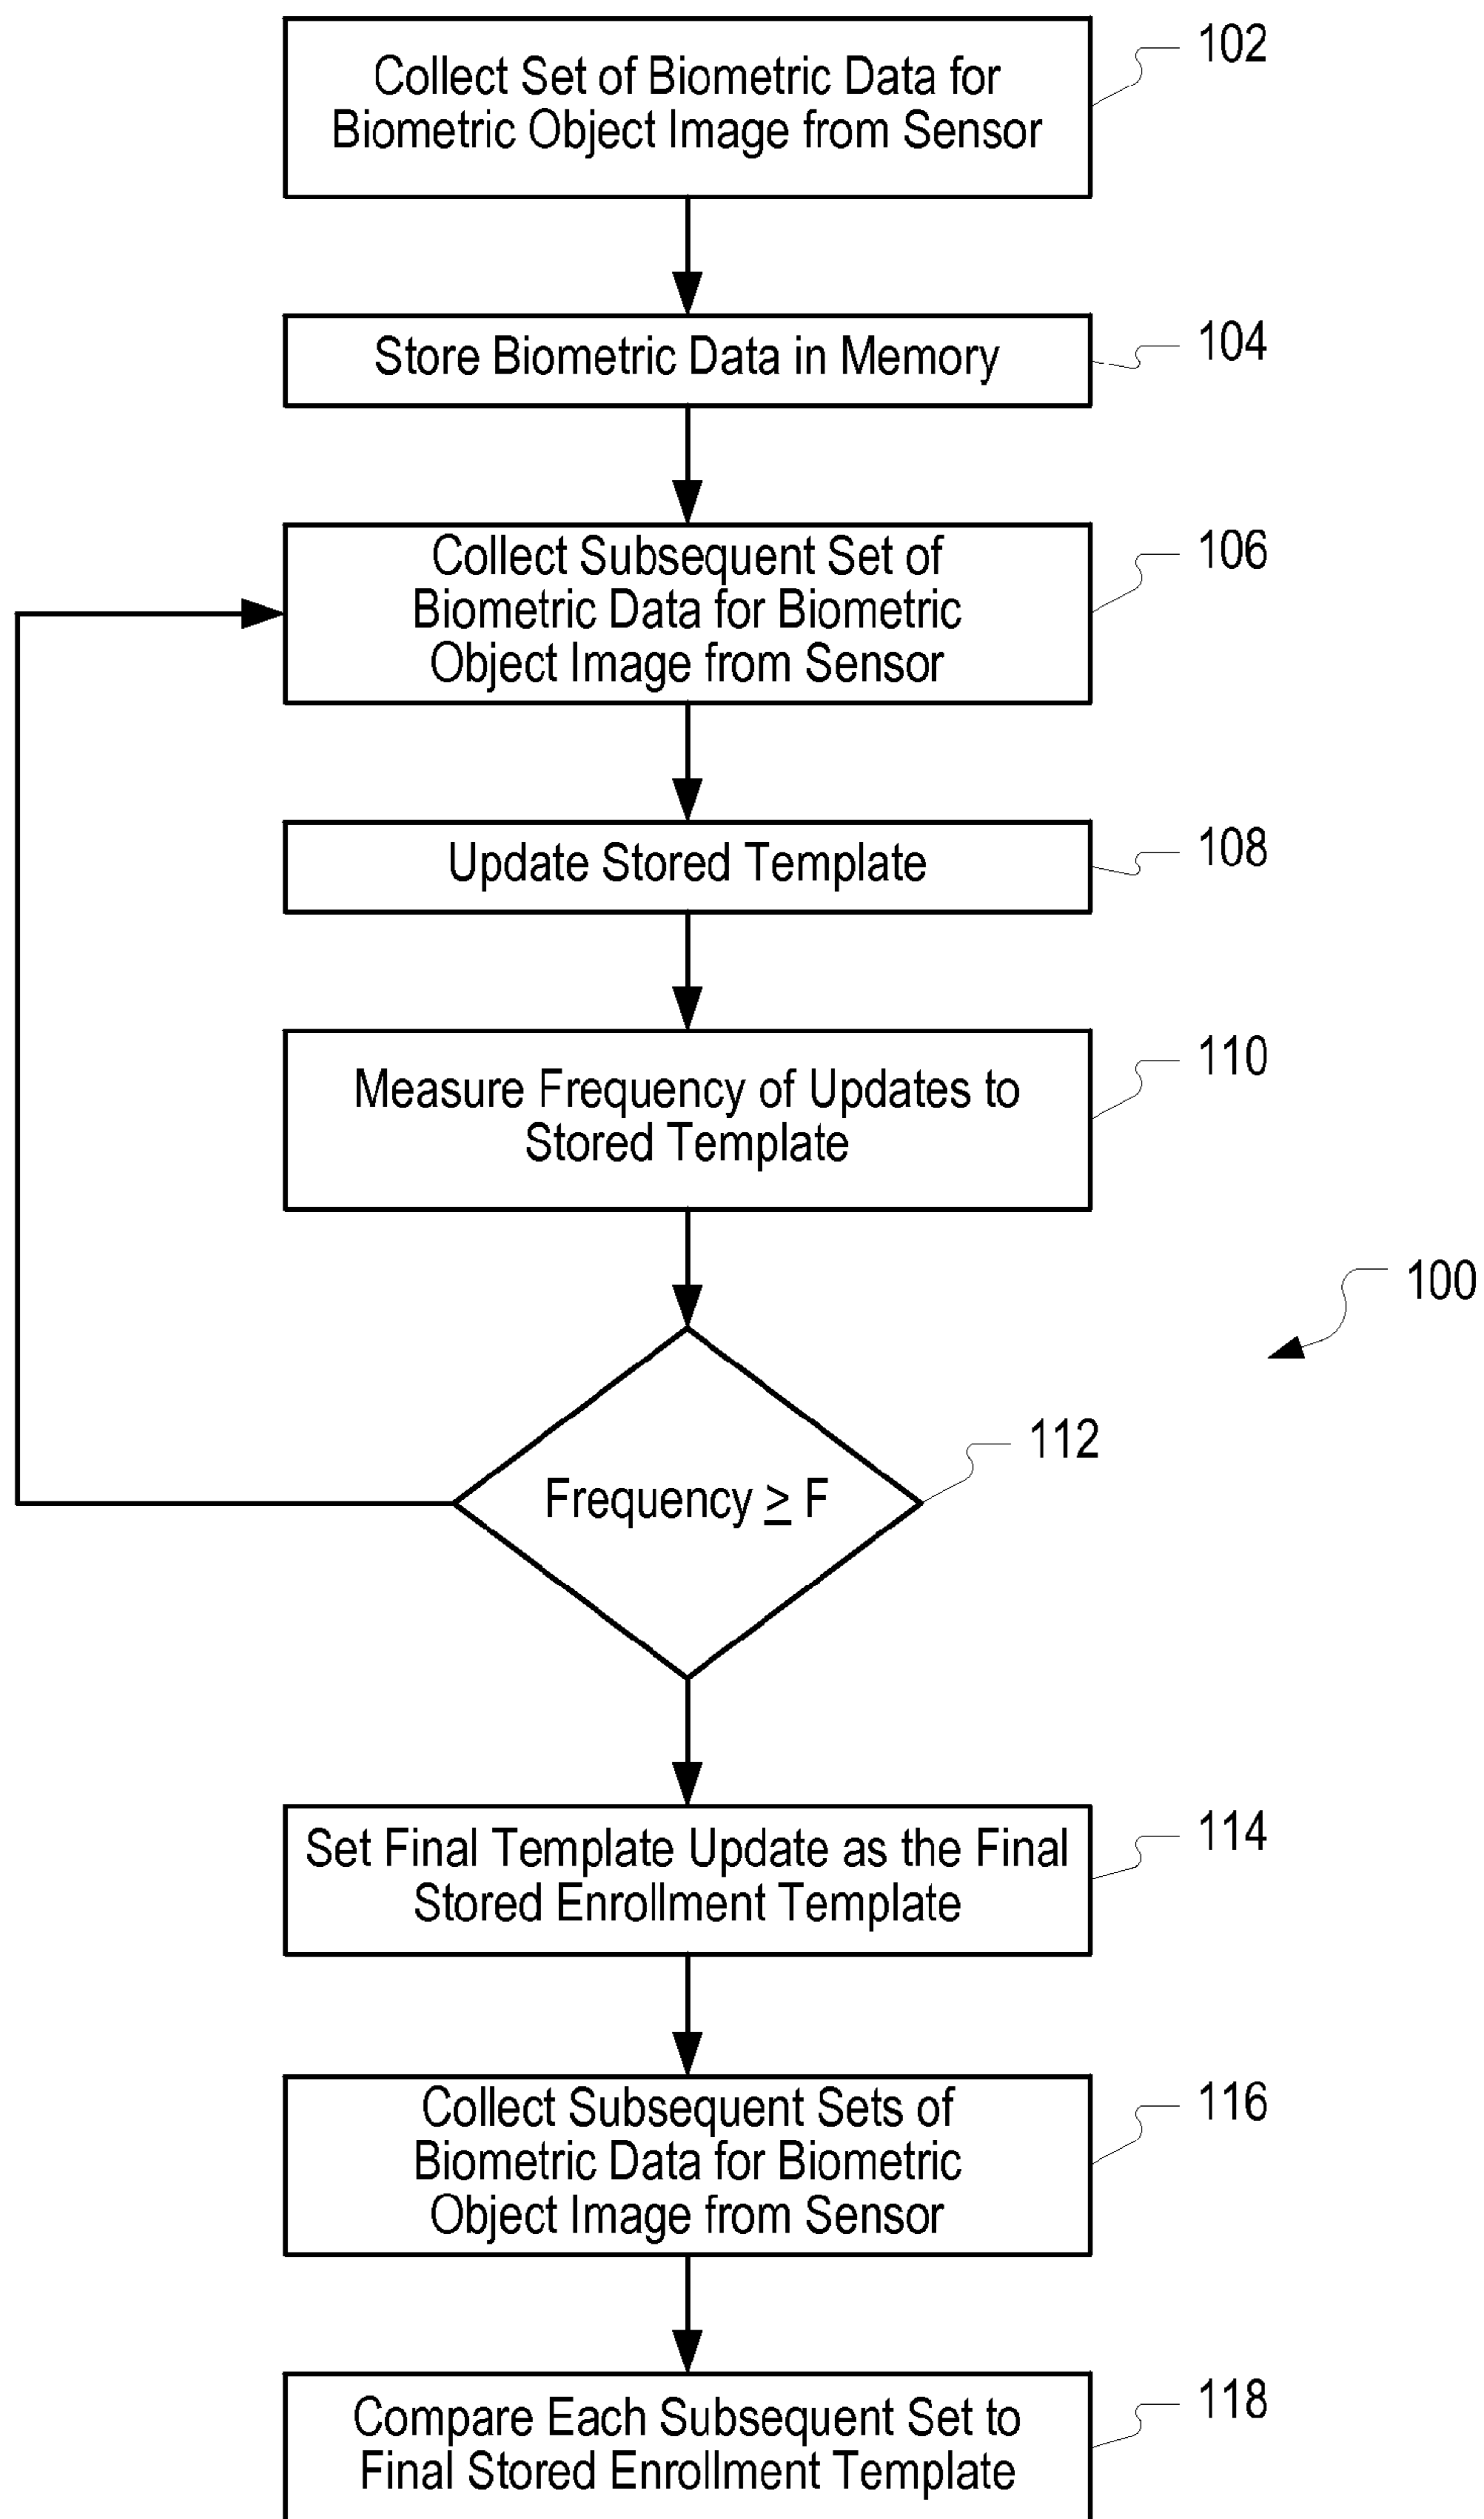 Collect Set of Biometric Data for
Biometric Object Image from Sensor
102
Store Biometric Data in Memory
104
Collect Subsequent Set of
Biometric Data for Biometric
Object Image from Sensor
106
Update Stored Template
108
Measure Frequency of Updates to
Stored Template
110
100
Frequency ≥ F
112
Set Final Template Update as the Final
Stored Enrollment Template
114
Collect Subsequent Sets of
Biometric Data for Biometric
Object Image from Sensor
116
Compare Each Subsequent Set to
Final Stored Enrollment Template
118